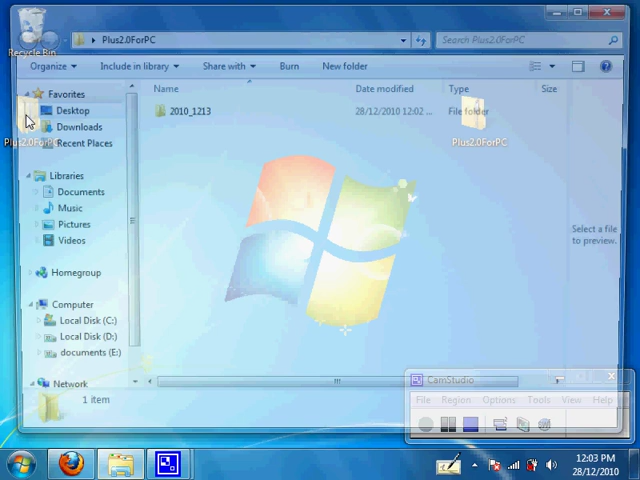 Recycle Bin
Plus2.0ForPC
Search Plus2.0ForPC
Organize
Include in library
Share with
Burn
New folder
Favorites
Desktop
Downloads
Recent Places
Libraries
Documents
Music
Pictures
Videos
Homegroup
Computer
Local Disk (C:)
Local Disk (D:)
documents (E:)
Network
Name
Date modified
Type
Size
2010_1213
28/12/2010 12:02 ...
File folder
Plus2.0ForPC
Plus2.0ForPC
Select a file
to preview.
1 item
CamStudio
File
Region
Options
Tools
View
Help
12:03 PM
28/12/2010